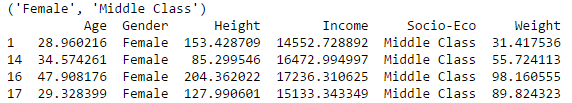 ('Female', 'Middle Class')
Age Gender Height Income Socio-Eco Weight
1 28.960216 Female 153.428709 14552.728892 Middle Class 31.417536
14 34.574261 Female 85.299546 16472.994997 Middle Class 55.724113
16 47.908176 Female 204.362022 17236.310625 Middle Class 98.160555
17 29.328399 Female 127.990601 15133.343349 Middle Class 89.824323